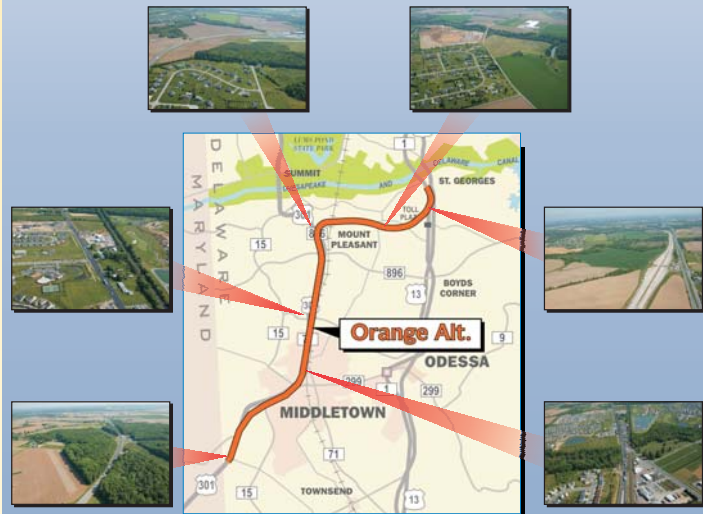 1
LUMS POND
STATE PARK
DELAWARE
MARYLAND
SUMMIT
CHESAPEAKE AND DELAWARE CANAL
ST. GEORGES
301
TOLL
896
MOUNT
PLEASANT
15
896
13
BOYDS
CORNER
Orange Alt.
15
9
ODESSA
299
1
299
MIDDLETOWN
71
301
15
TOWNSEND
13